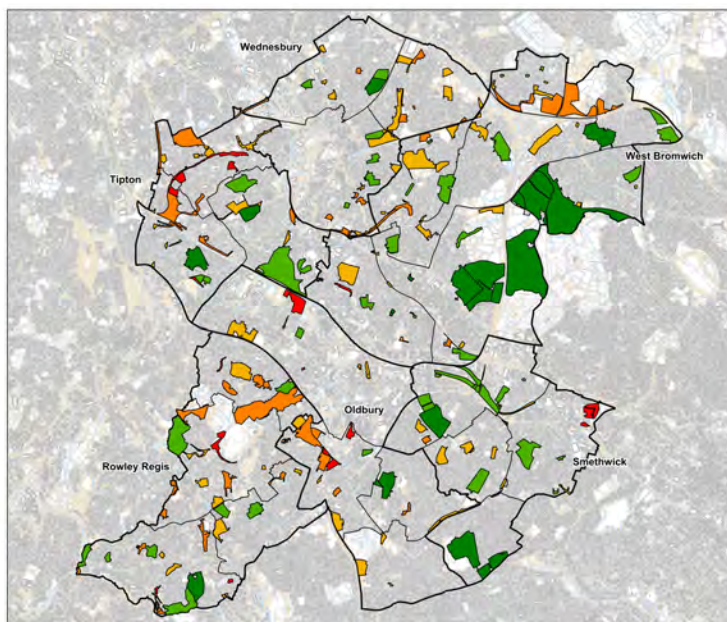 Wednesbury
West Bromwich
Tipton
Oldbury
Rowley Regis
Smethwick